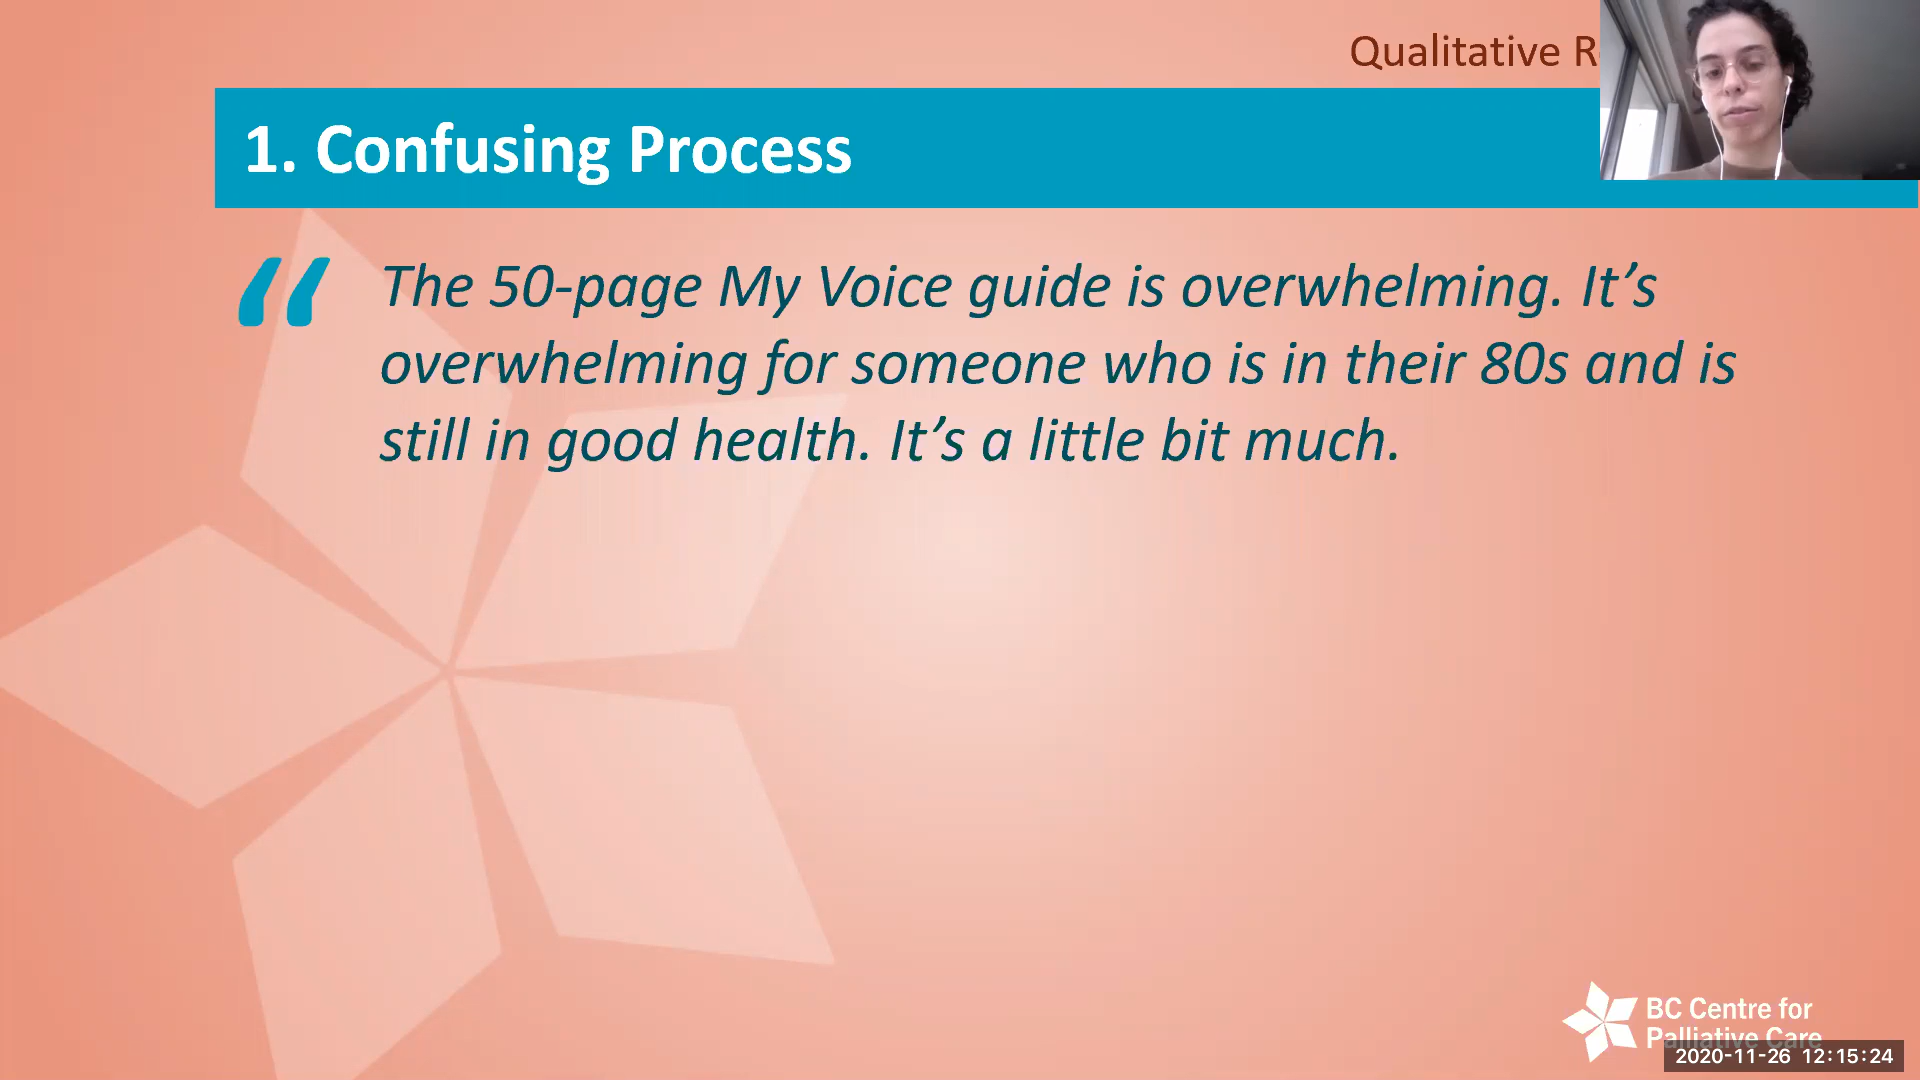 Qualitative
1. Confusing Process
“ The 50-page My Voice guide is overwhelming. It’s
overwhelming for someone who is in their 80s and is
still in good health. It’s a little bit much.
BC Centre for
Palliative Care
2020-11-26 12:15:24